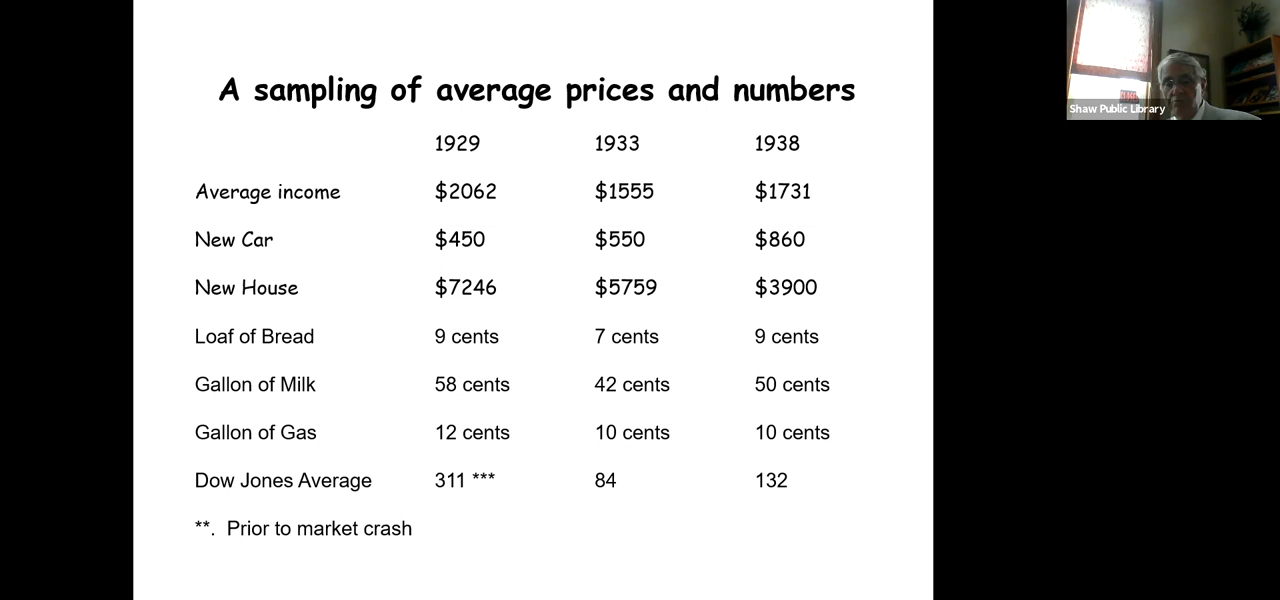 A sampling of average prices and numbers
1929 1933 1938
Average income $2062 $1555 $1731
New Car $450 $550 $860
New House $7246 $5759 $3900
Loaf of Bread 9 cents 7 cents 9 cents
Gallon of Milk 58 cents 42 cents 50 cents
Gallon of Gas 12 cents 10 cents 10 cents
Dow Jones Average 311 *** 84 132
**. Prior to market crash
Shaw Public Library